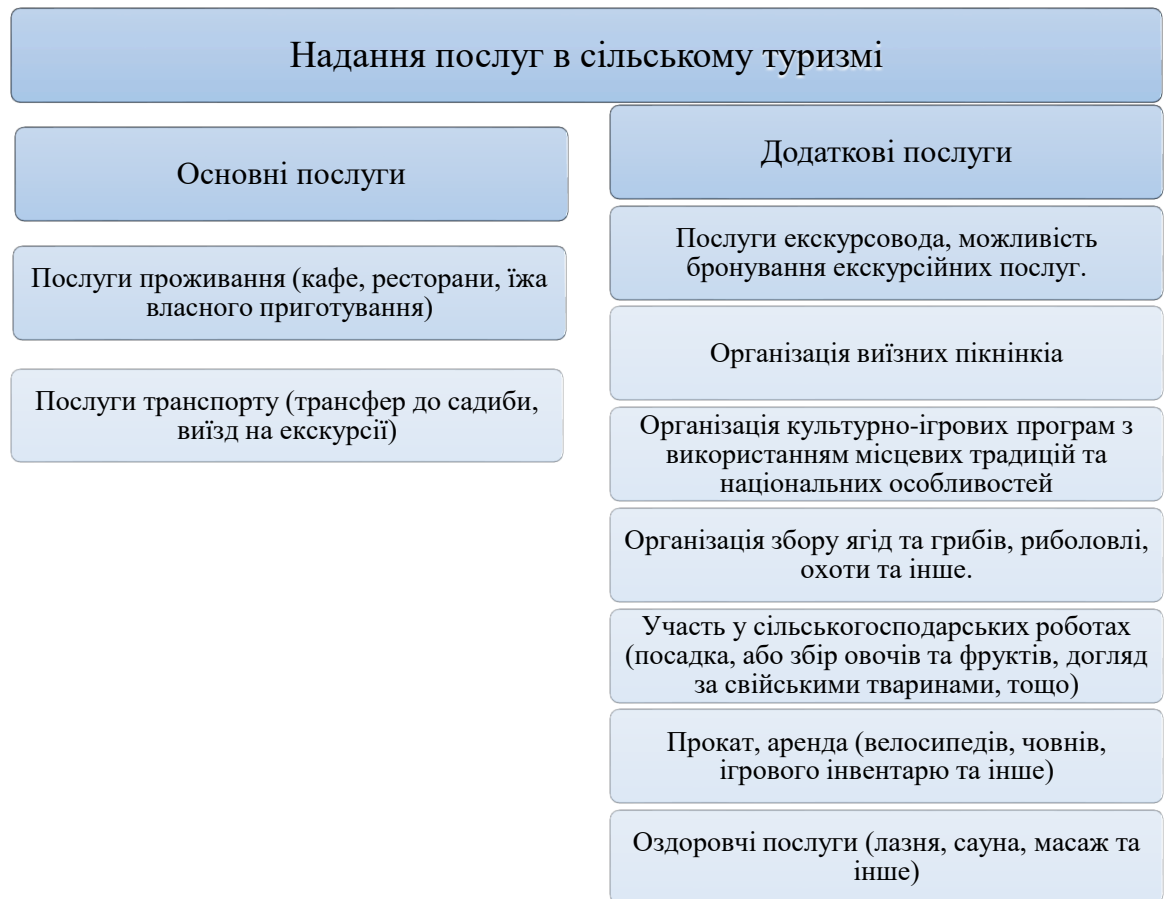 Надання послуг в сільському туризмі
Основні послуги
Послуги проживання (кафе, ресторани, їжа
власного приготування)
Послуги транспорту (трансфер до садиби,
виїзд на екскурсії)
Додаткові послуги
Послуги екскурсовода, можливість
бронування екскурсійних послуг.
Організація виїзних пікнінкіа
Організація культурно-ігрових програм з
використанням місцевих традицій та
національних особливостей
Організація збору ягід та грибів, риболовлі,
охоти та інше.
Участь у сільськогосподарських роботах
(посадка, або збір овочів та фруктів, догляд
за свійськими тваринами, тощо)
Прокат, аренда (велосипедів, човнів,
ігрового інвентарю та інше)
Оздоровчі послуги (лазня, сауна, масаж та
інше)